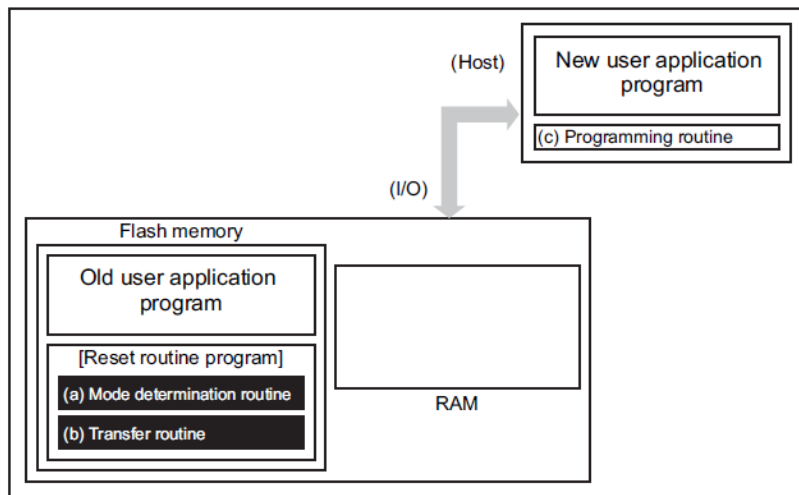 (Host)
New user application
program
(c) Programming routine
(I/O)
Flash memory
Old user application
program
[Reset routine program]
(a) Mode determination routine
(b) Transfer routine
RAM